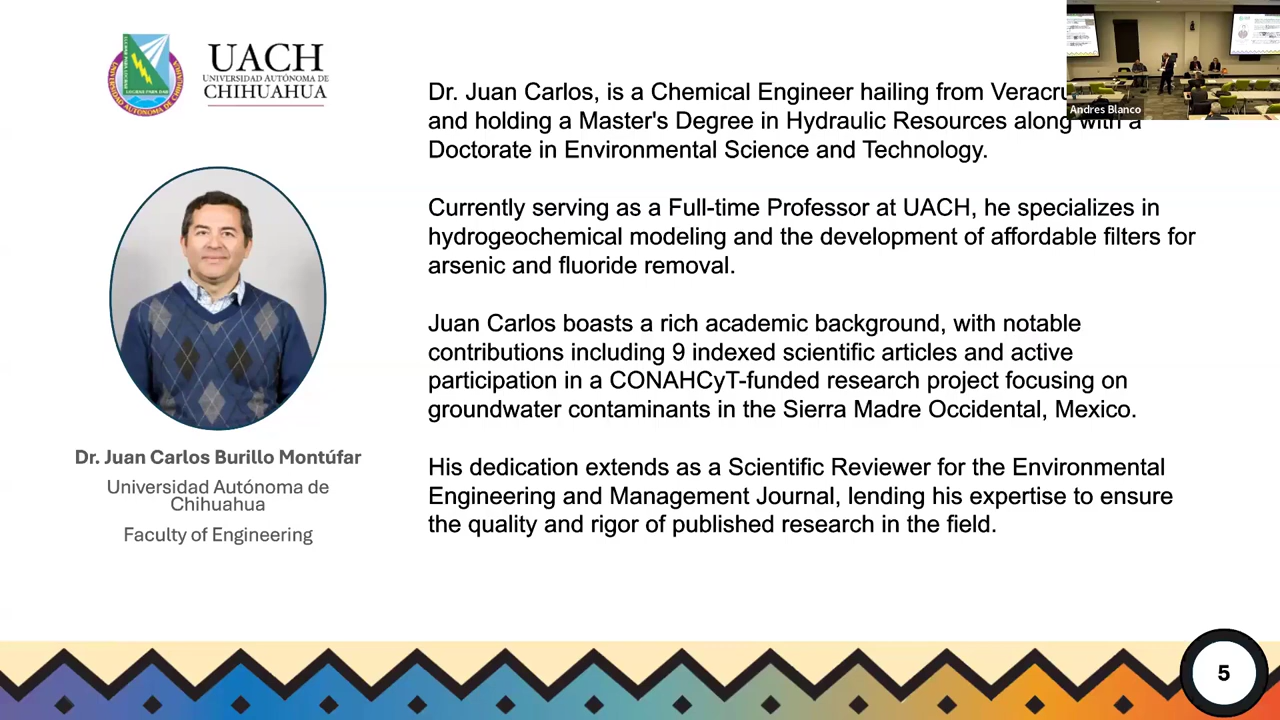 UACH
UNIVERSIDAD AUTÓNOMA DE
CHIHUAHUA
Dr. Juan Carlos, is a Chemical Engineer hailing from
and holding a Master's Degree in Hydraulic Resources along with a
Doctorate in Environmental Science and Technology.
Currently serving as a Full-time Professor at UACH, he specializes in
hydrogeochemical modeling and the development of affordable filters for
arsenic and fluoride removal.
Juan Carlos boasts a rich academic background, with notable
contributions including 9 indexed scientific articles and active
participation in a CONAHCyT-funded research project focusing on
groundwater contaminants in the Sierra Madre Occidental, Mexico.
His dedication extends as a Scientific Reviewer for the Environmental
Engineering and Management Journal, lending his expertise to ensure
the quality and rigor of published research in the field.
Dr. Juan Carlos Burillo Montúfar
Universidad Autónoma de
Chihuahua
Faculty of Engineering
Andres Blanco
5